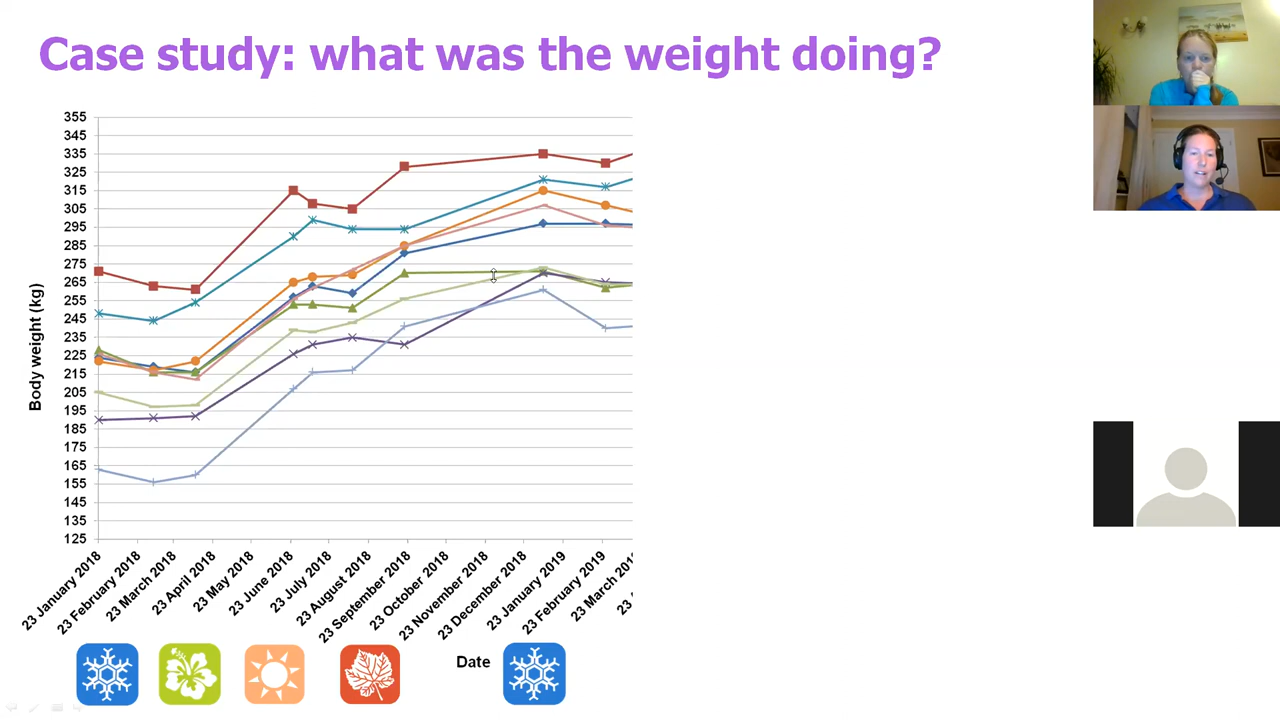 Case study: what was the weight doing?
355
345
335
325
315
305
295
285
275
265
255
245
235
225
215
205
195
185
175
165
155
145
135
125
Body weight (kg)
23 January 2018
23 February 2018
23 March 2018
23 April 2018
23 May 2018
23 June 2018
23 July 2018
23 August 2018
23 September 2018
23 October 2018
23 November 2018
23 December 2018
23 January 2019
23 February 2019
23 March 201
23
Date